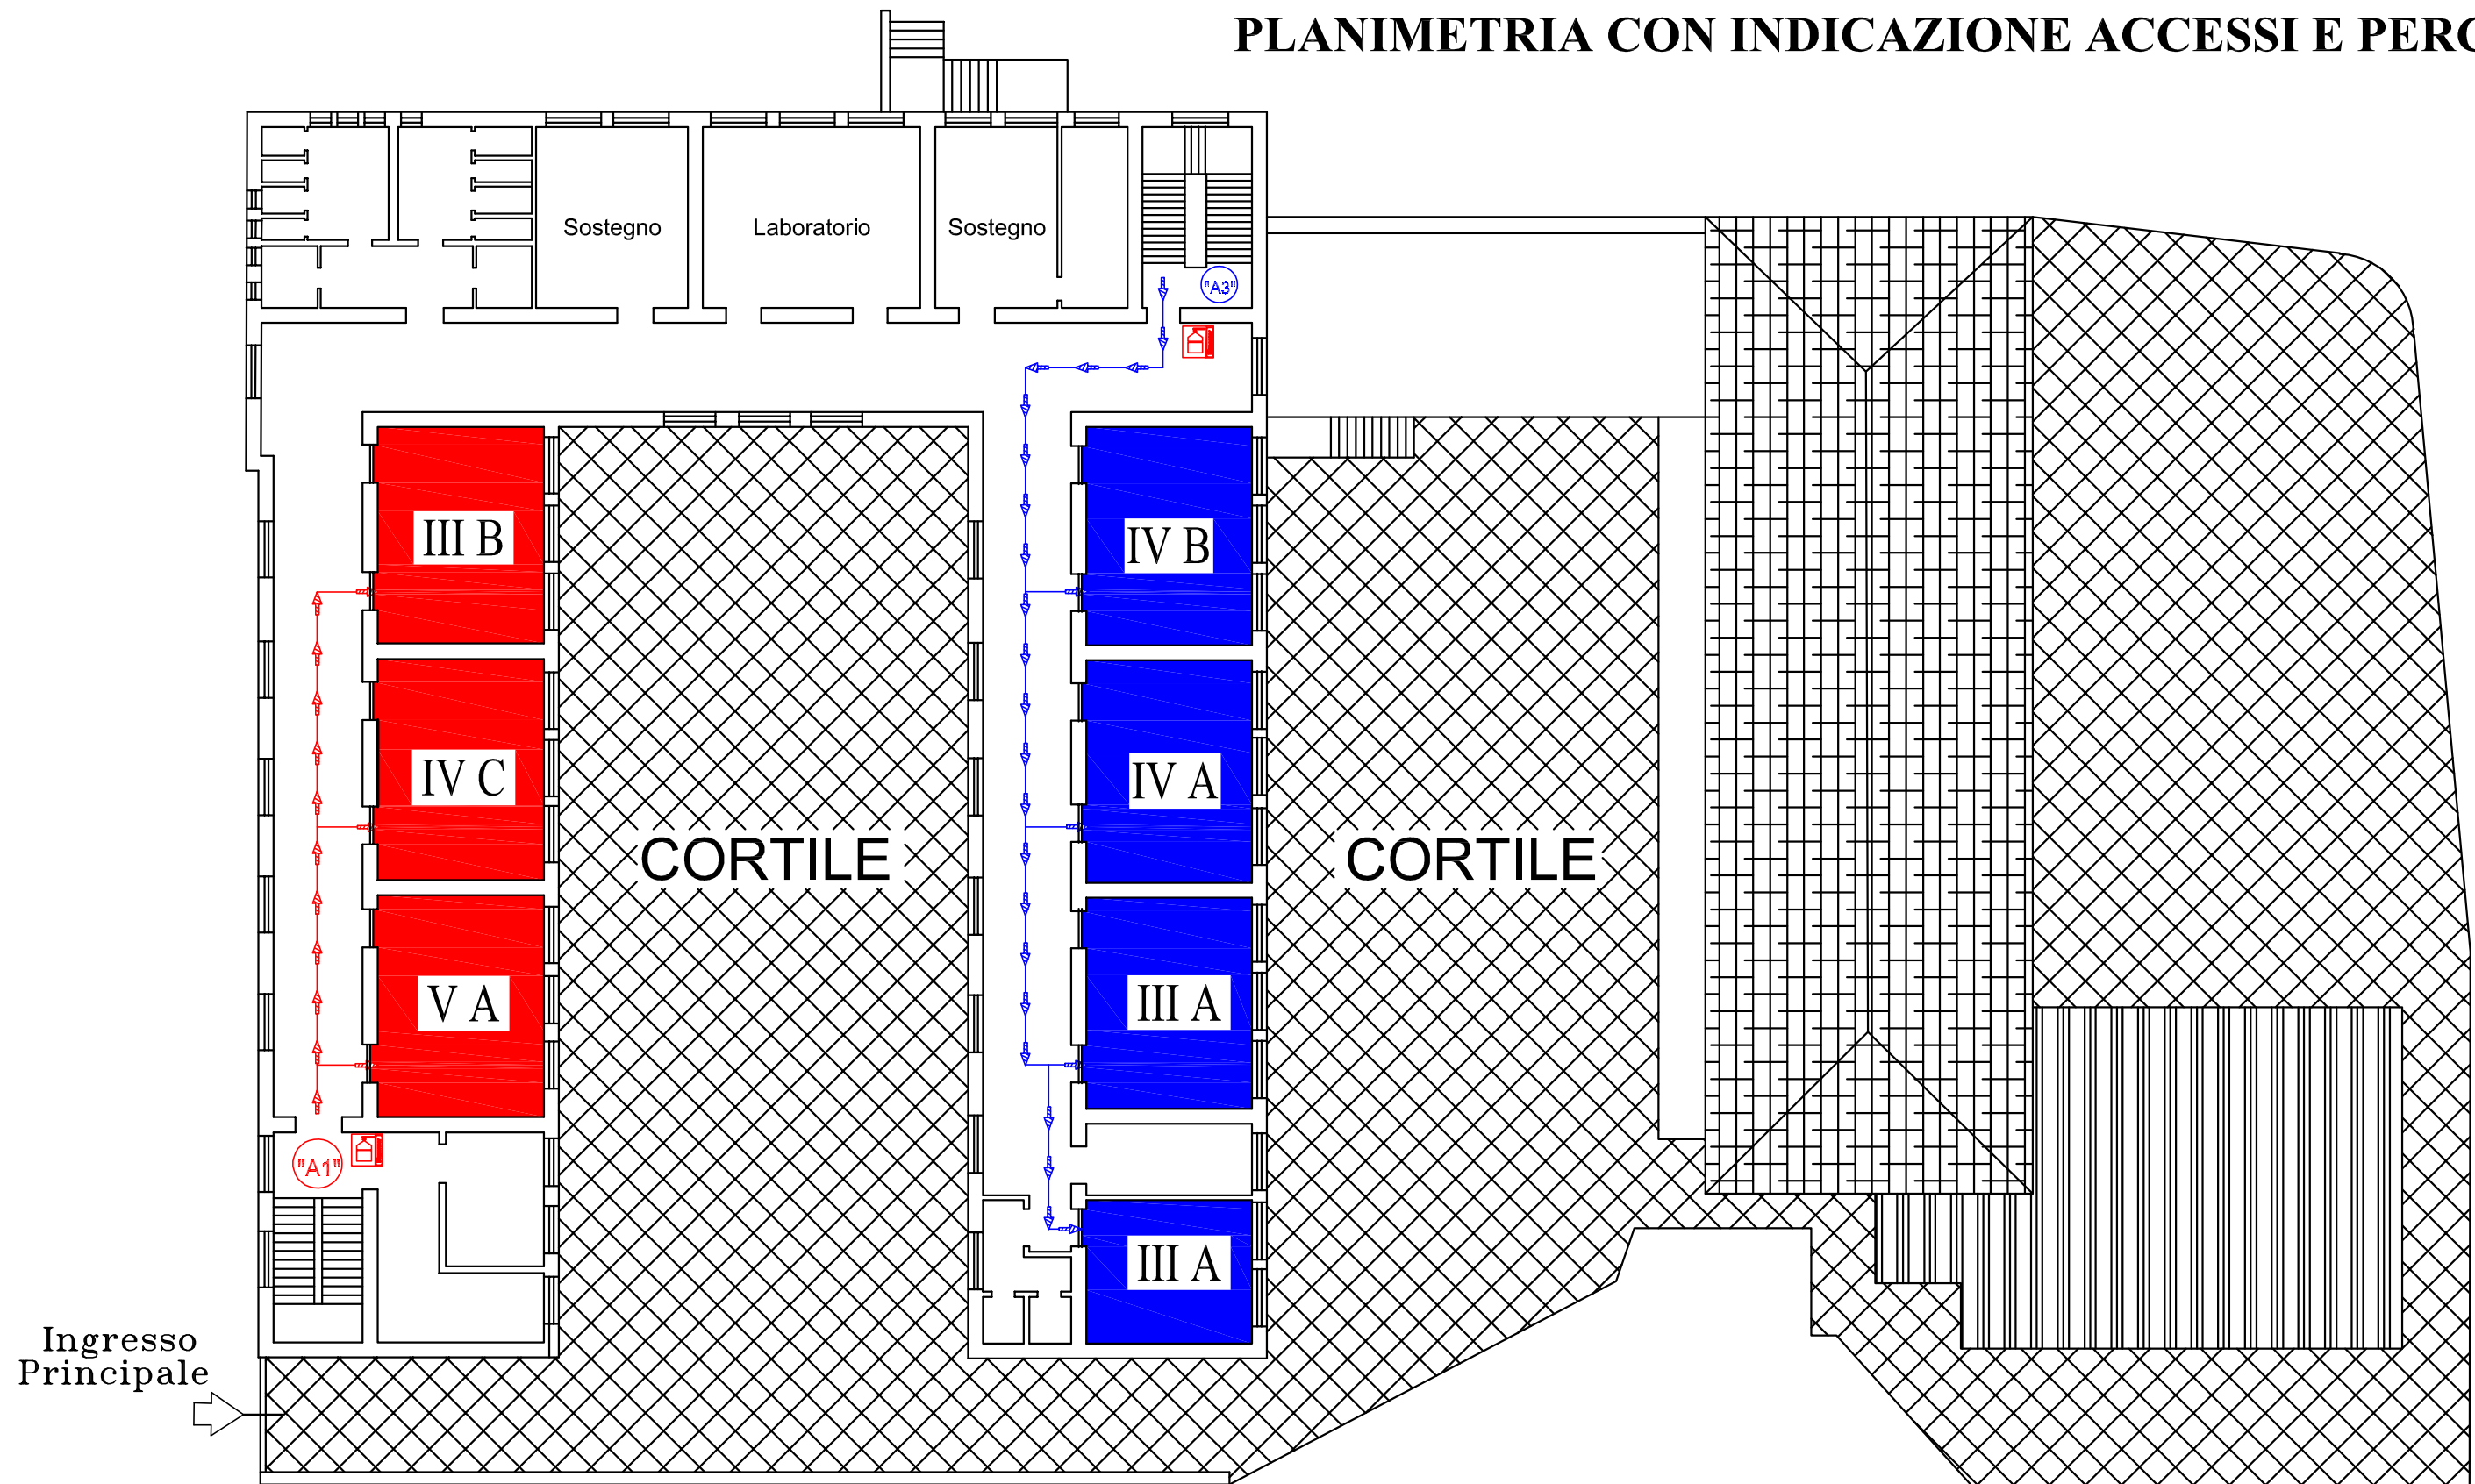 PLANIMETRIA CON INDICAZIONE ACCESSI E
Sostegno
Laboratorio
Sostegno
"A3"
III B
IV B
IV C
IV A
CORTILE
CORTILE
V A
III A
"A1"
III A
Ingresso
Principale